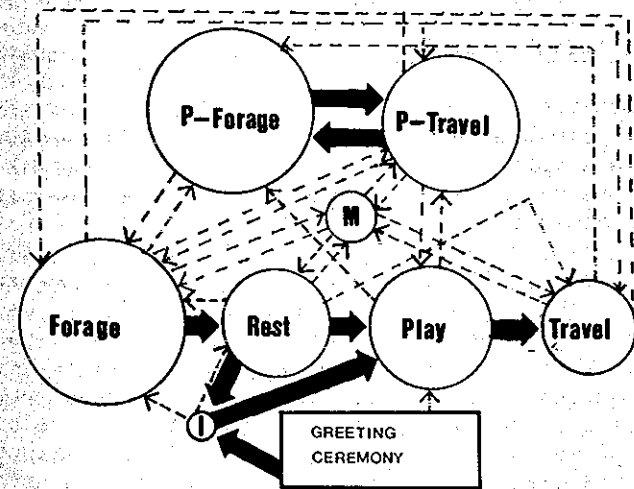 P-Forage
P-Travel
M
Forage
Rest
Play
Travel
I
GREETING
CEREMONY